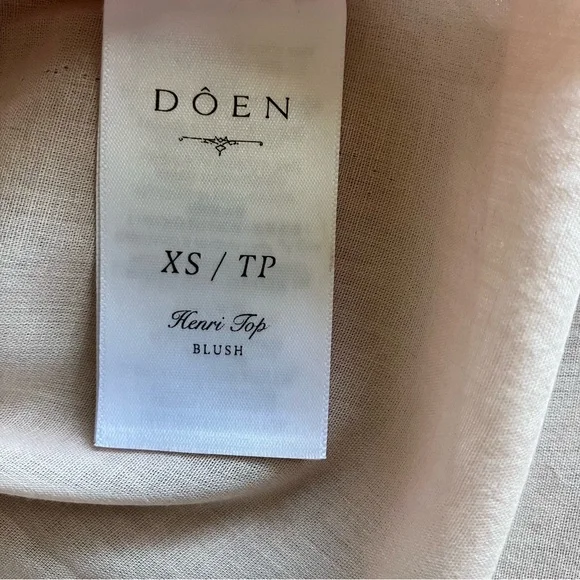 DÔEN
XS / TP
Henri Top
BLUSH